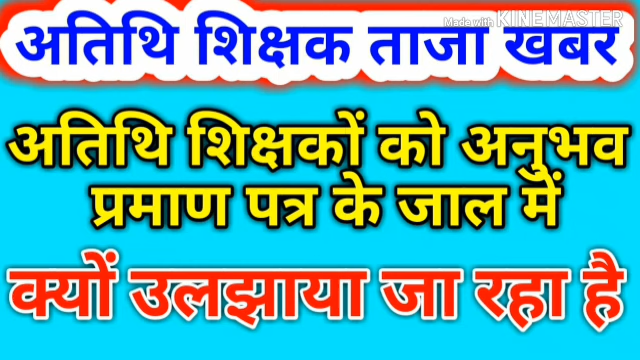 Made with KINEMASTER
अतिथि शिक्षक ताजा खबर
अतिथि शिक्षकों को अनुभव
प्रमाण पत्र के जाल में
क्यों उलझाया जा रहा है